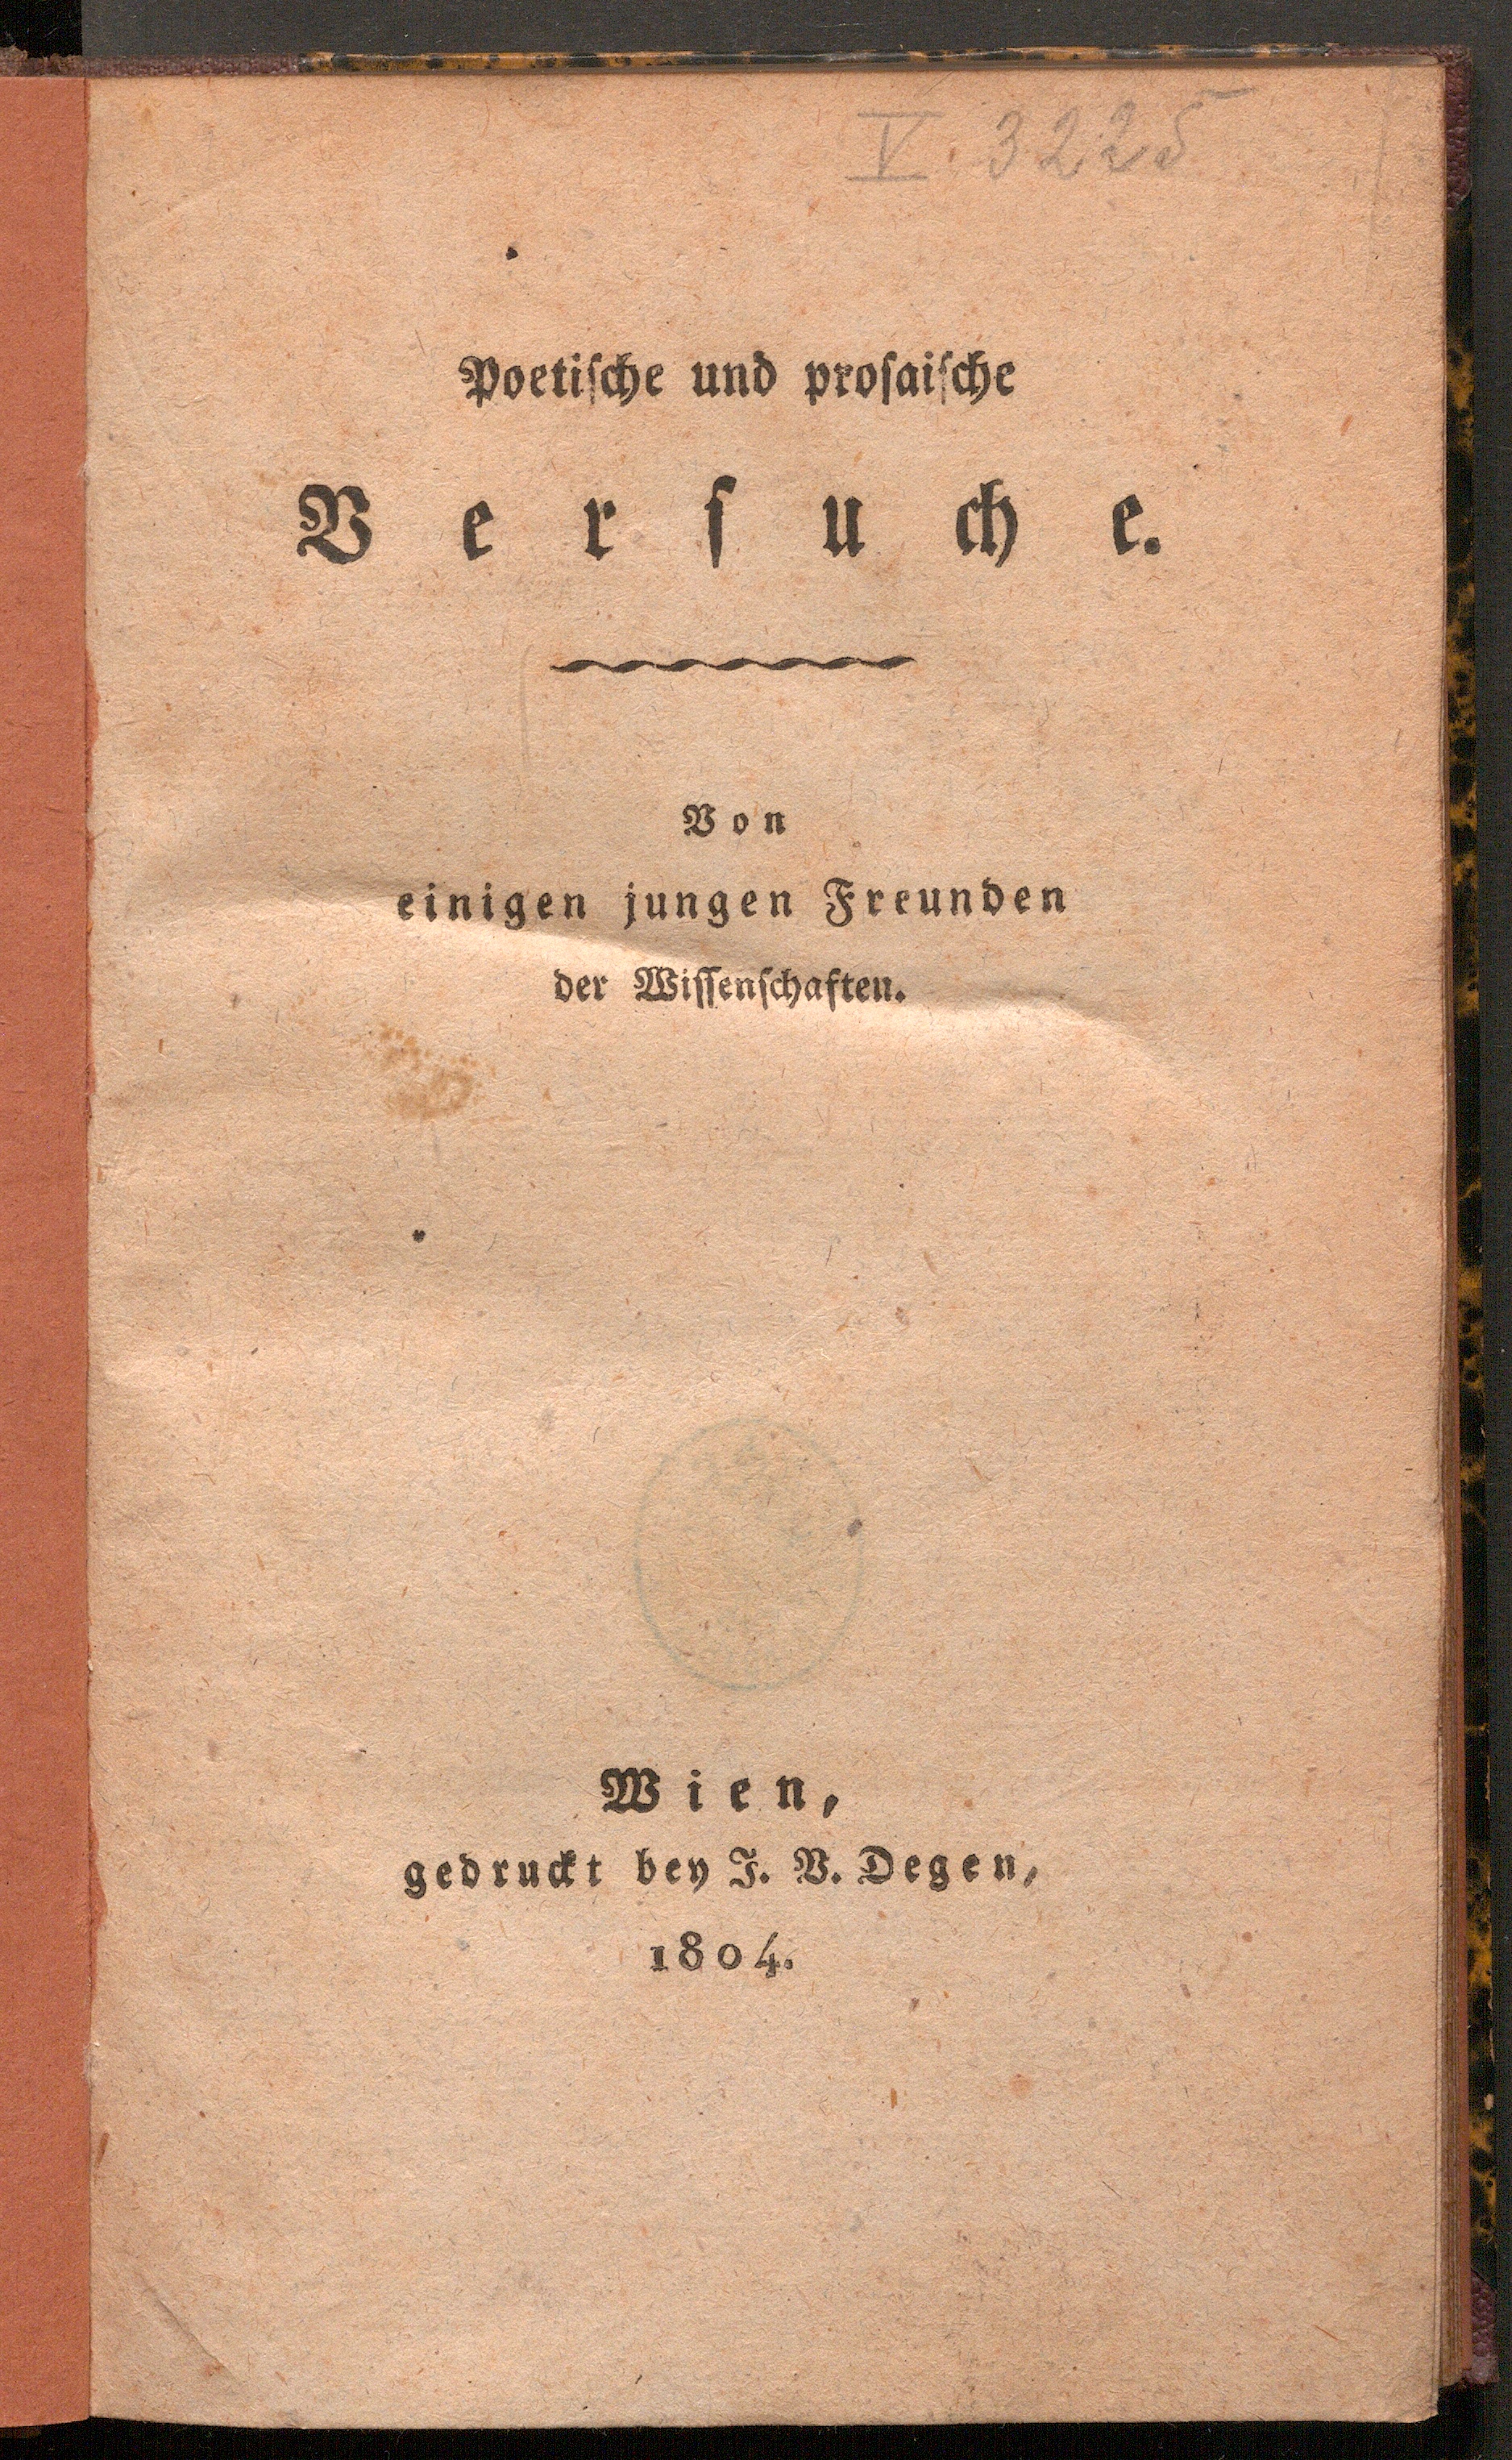 V. 3225
Poetiſche und proſaiſche
Verſuche.
Von
einigen jungen Freunden
der Wiſſenſchaften.
Wien,
gedruckt bey J. V. Degen,
1804.